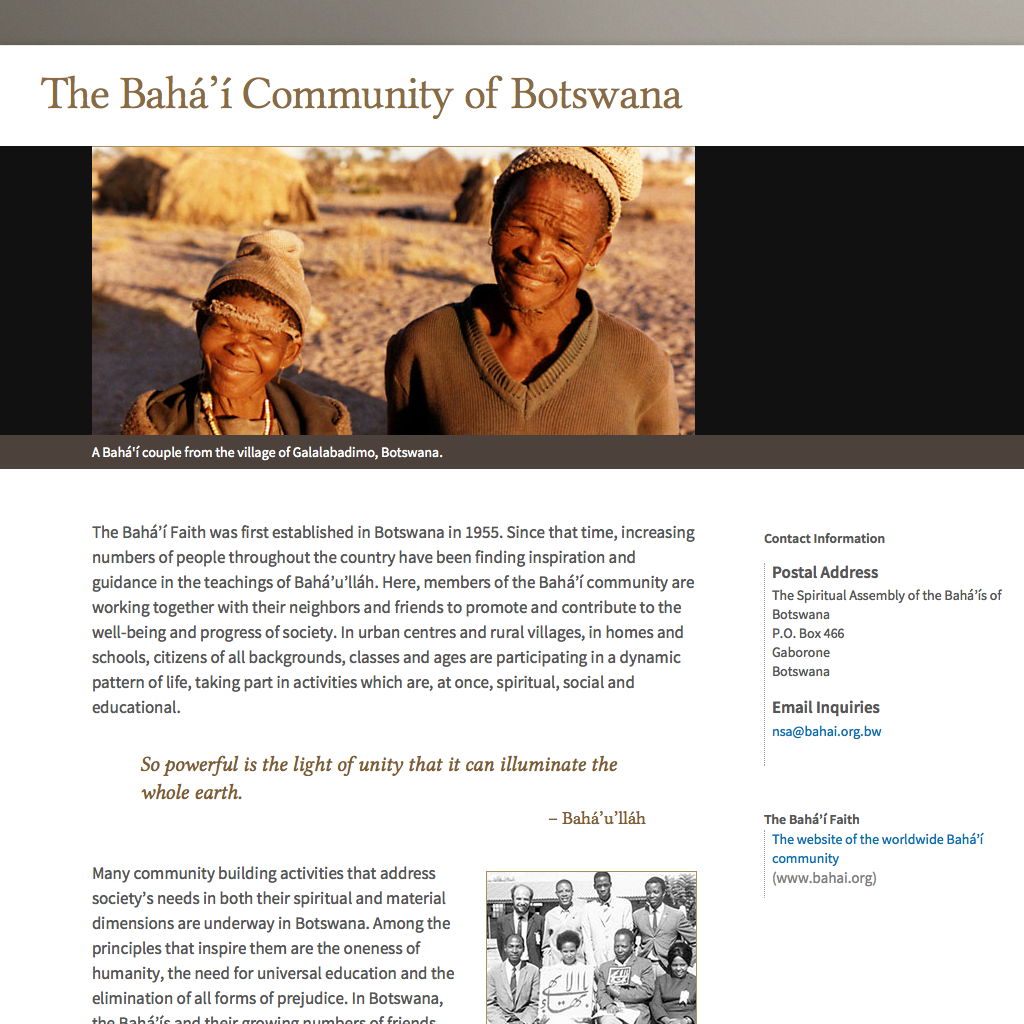 The Bahá’í Community of Botswana
A Bahá'í couple from the village of Galalabadimo, Botswana.
The Bahá’í Faith was first established in Botswana in 1955. Since that time, increasing
numbers of people throughout the country have been finding inspiration and
guidance in the teachings of Bahá’u’lláh. Here, members of the Bahá’í community are
working together with their neighbors and friends to promote and contribute to the
well-being and progress of society. In urban centres and rural villages, in homes and
schools, citizens of all backgrounds, classes and ages are participating in a dynamic
pattern of life, taking part in activities which are, at once, spiritual, social and
educational.
So powerful is the light of unity that it can illuminate the
whole earth.
– Bahá’u’lláh
Many community building activities that address
society’s needs in both their spiritual and material
dimensions are underway in Botswana. Among the
principles that inspire them are the oneness of
humanity, the need for universal education and the
elimination of all forms of prejudice. In Botswana,
the Bahá’ís and their growing numbers of friends
Contact Information
Postal Address
The Spiritual Assembly of the Bahá’ís of
Botswana
P.O. Box 466
Gaborone
Botswana
Email Inquiries
nsa@bahai.org.bw
The Bahá’í Faith
The website of the worldwide Bahá’í
community
(www.bahai.org)